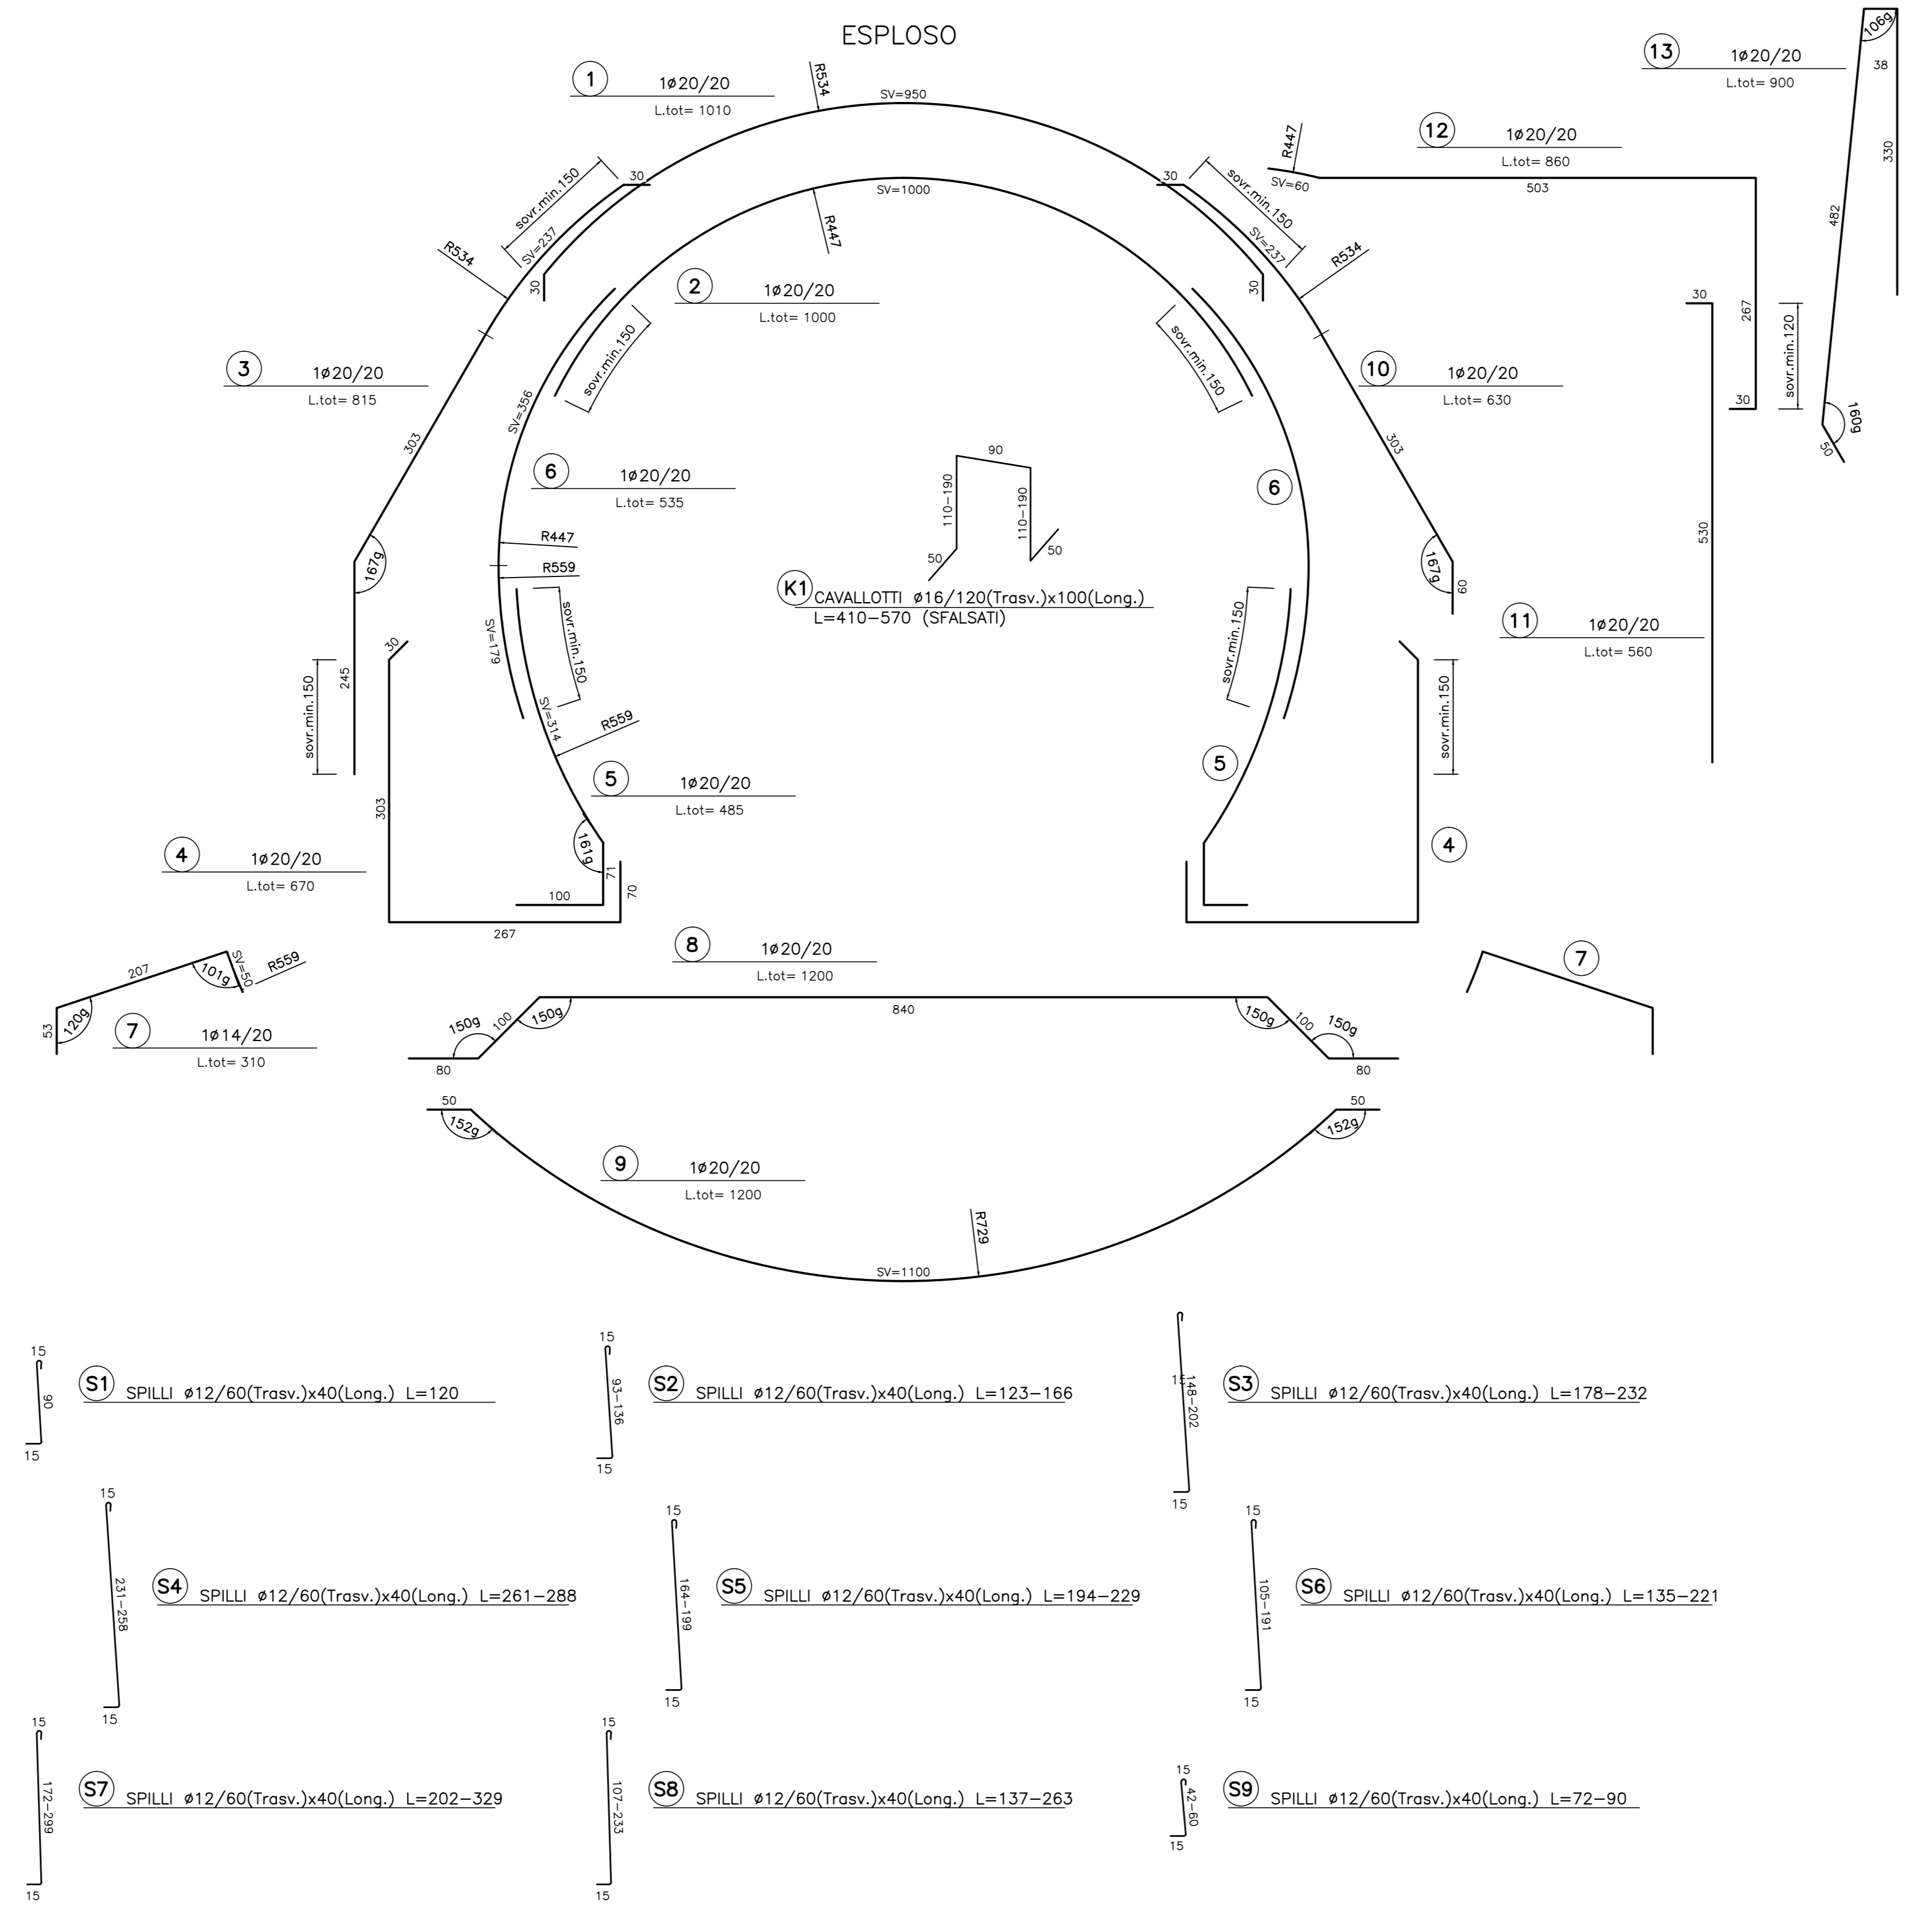 ESPLOSO
1 1ø20/20
L.tot= 1010
R534
SV=950
30
30
sovr.min.150
SV=237
R534
30
SV=1000
R447
2 1ø20/20
L.tot= 1000
sovr.min.150
sovr.min.150
30
sovr.min.150
SV=237
R534
30
3 1ø20/20
L.tot= 815
303
167g
245
sovr.min.150
SV=356
6 1ø20/20
L.tot= 535
R447
R559
SV=179
sovr.min.150
SV=314
R559
5 1ø20/20
L.tot= 485
161g
71
70
100
30
303
267
4 1ø20/20
L.tot= 670
90
110-190
110-190
50
50
K1 CAVALLOTTI ø16/120(Trasv.)x100(Long.)
L=410-570 (SFALSATI)
6
sovr.min.150
5
4
sovr.min.150
10 1ø20/20
L.tot= 630
303
167g
60
R447
SV=60
12 1ø20/20
L.tot= 860
503
267
30
sovr.min.120
11 1ø20/20
L.tot= 560
30
530
13 1ø20/20
L.tot= 900
106g
38
330
482
160g
50
207
101g
SV=50
R559
120g
53
7 1ø14/20
L.tot= 310
8 1ø20/20
L.tot= 1200
840
150g
100
150g
80
150g
100
150g
80
7
50
152g
50
152g
9 1ø20/20
L.tot= 1200
R729
SV=1100
15
90
15
S1 SPILLI ø12/60(Trasv.)x40(Long.) L=120
15
93-136
15
S2 SPILLI ø12/60(Trasv.)x40(Long.) L=123-166
15
148-202
15
S3 SPILLI ø12/60(Trasv.)x40(Long.) L=178-232
15
231-258
15
S4 SPILLI ø12/60(Trasv.)x40(Long.) L=261-288
15
164-199
15
S5 SPILLI ø12/60(Trasv.)x40(Long.) L=194-229
15
105-191
15
S6 SPILLI ø12/60(Trasv.)x40(Long.) L=135-221
15
172-299
15
S7 SPILLI ø12/60(Trasv.)x40(Long.) L=202-329
15
107-233
15
S8 SPILLI ø12/60(Trasv.)x40(Long.) L=137-263
15
42-60
15
S9 SPILLI ø12/60(Trasv.)x40(Long.) L=72-90